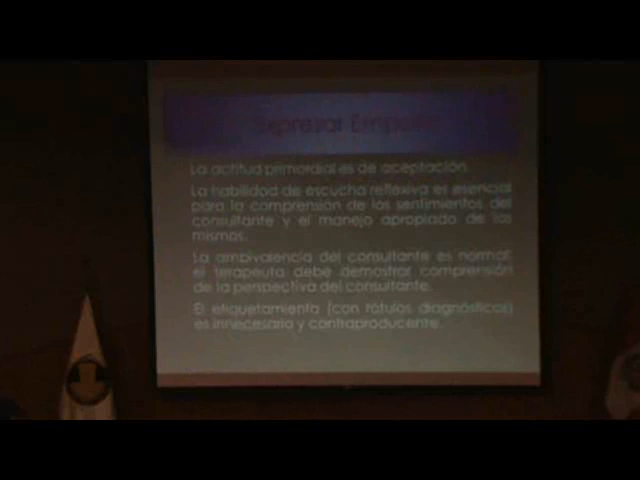 Expresar Empatía
La actitud primordial es de aceptación.
La habilidad de escucha reflexiva es esencial
para la comprensión de los sentimientos del
consultante y el manejo apropiado de los
mismos.
La ambivalencia del consultante es normal;
el terapeuta debe demostrar comprensión
de la perspectiva del consultante.
El etiquetamiento (con rótulos diagnósticos)
es innecesario y contraproducente.